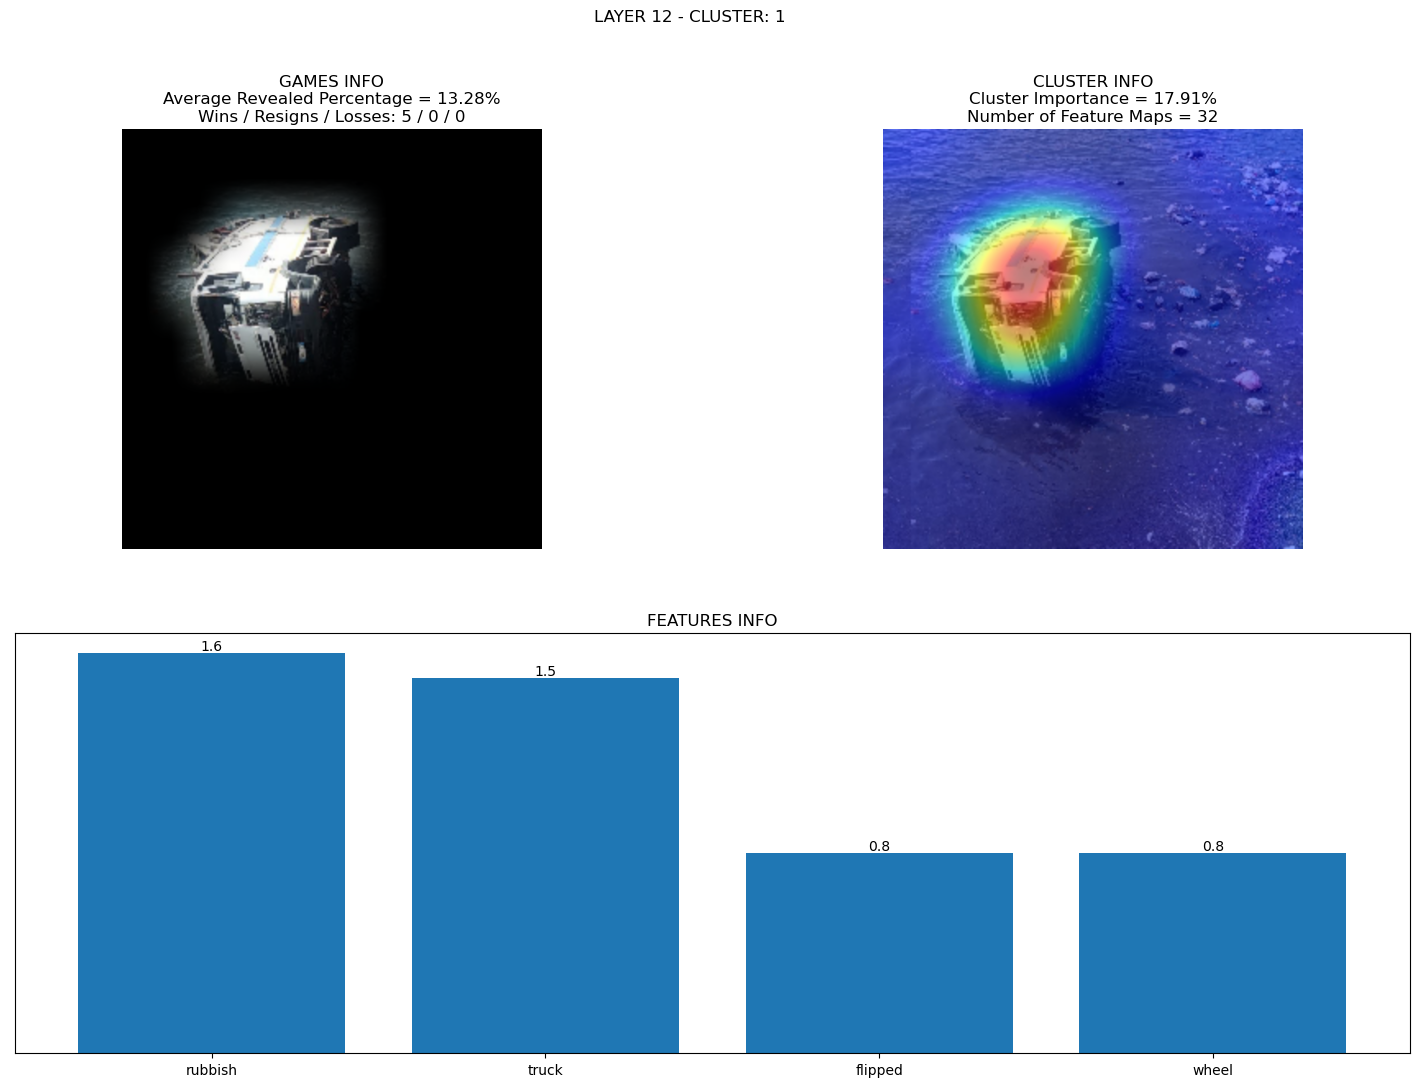 LAYER 12 - CLUSTER: 1
GAMES INFO
Average Revealed Percentage = 13.28%
Wins / Resigns / Losses: 5 / 0 / 0
CLUSTER INFO
Cluster Importance = 17.91%
Number of Feature Maps = 32
FEATURES INFO
1.6
1.5
0.8
0.8
rubbish
truck
flipped
wheel